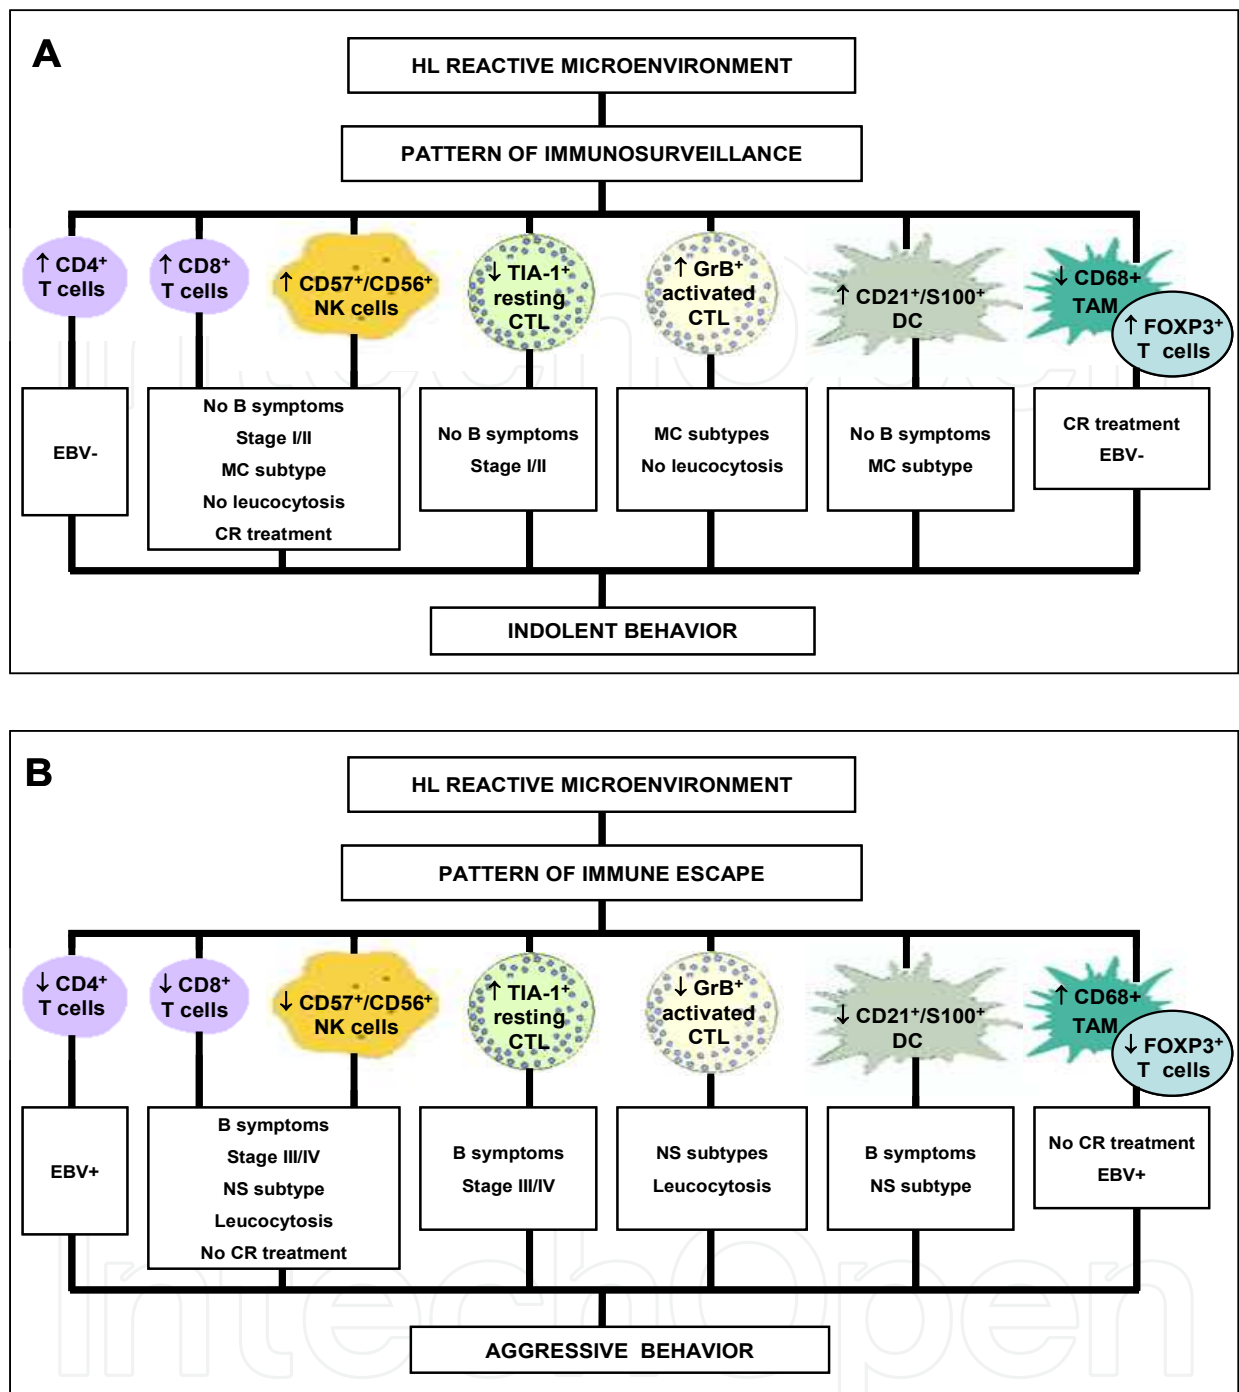 A
HL REACTIVE MICROENVIRONMENT
PATTERN OF IMMUNOSURVEILLANCE
↑ CD4⁺
T cells
↑ CD8⁺
T cells
↑ CD57⁺/CD56⁺
NK cells
↓ TIA-1⁺
resting
CTL
↑ GrB⁺
activated
CTL
↑ CD21⁺/S100⁺
DC
↓ CD68+
TAM
↑ FOXP3⁺
T cells
EBV-
No B symptoms
Stage I/II
MC subtype
No leucocytosis
CR treatment
No B symptoms
Stage I/II
MC subtypes
No leucocytosis
No B symptoms
MC subtype
CR treatment
EBV-
INDOLENT BEHAVIOR
B
HL REACTIVE MICROENVIRONMENT
PATTERN OF IMMUNE ESCAPE
↓ CD4⁺
T cells
↓ CD8⁺
T cells
↓ CD57⁺/CD56⁺
NK cells
↑ TIA-1⁺
resting
CTL
↓ GrB⁺
activated
CTL
↓ CD21⁺/S100⁺
DC
↑ CD68+
TAM
↓ FOXP3⁺
T cells
EBV+
B symptoms
Stage III/IV
NS subtype
Leucocytosis
No CR treatment
B symptoms
Stage III/IV
NS subtypes
Leucocytosis
B symptoms
NS subtype
No CR treatment
EBV+
AGGRESSIVE BEHAVIOR
IntechOpen